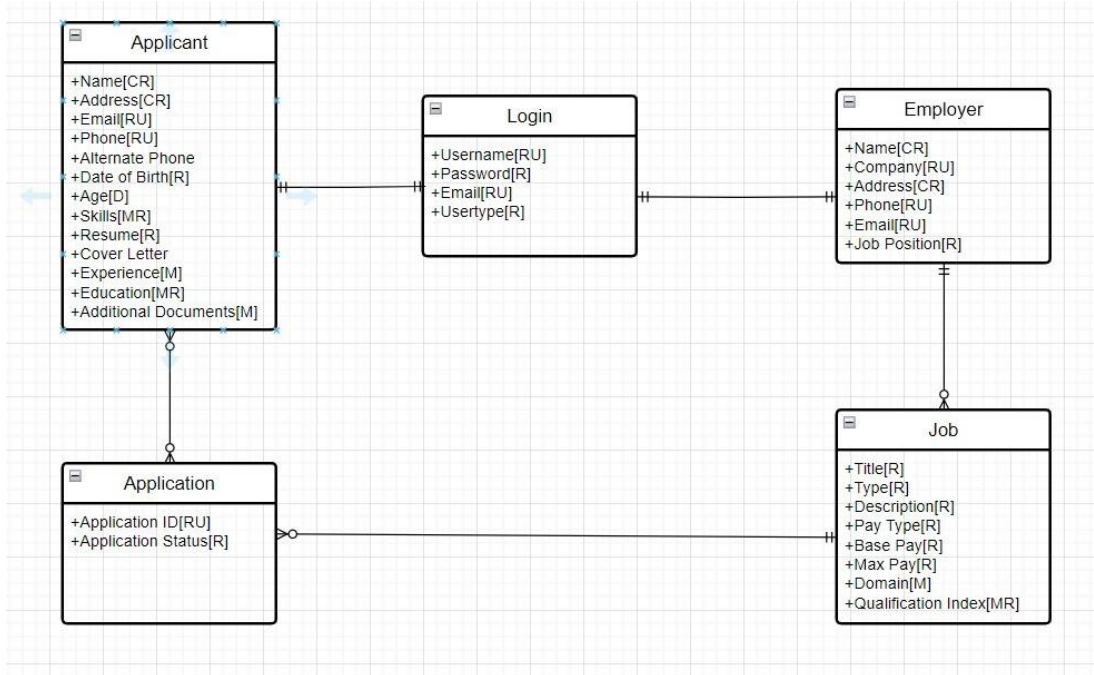 Applicant
+Name[CR]
+Address[CR]
+Email[RU]
+Phone[RU]
+Alternate Phone
+Date of Birth[R]
+Age[D]
+Skills[MR]
+Resume[R]
+Cover Letter
+Experience[M]
+Education[MR]
+Additional Documents[M]
Login
+Username[RU]
+Password[R]
+Email[RU]
+Usertype[R]
Employer
+Name[CR]
+Company[RU]
+Address[CR]
+Phone[RU]
+Email[RU]
+Job Position[R]
Application
+Application ID[RU]
+Application Status[R]
Job
+Title[R]
+Type[R]
+Description[R]
+Pay Type[R]
+Base Pay[R]
+Max Pay[R]
+Domain[M]
+Qualification Index[MR]